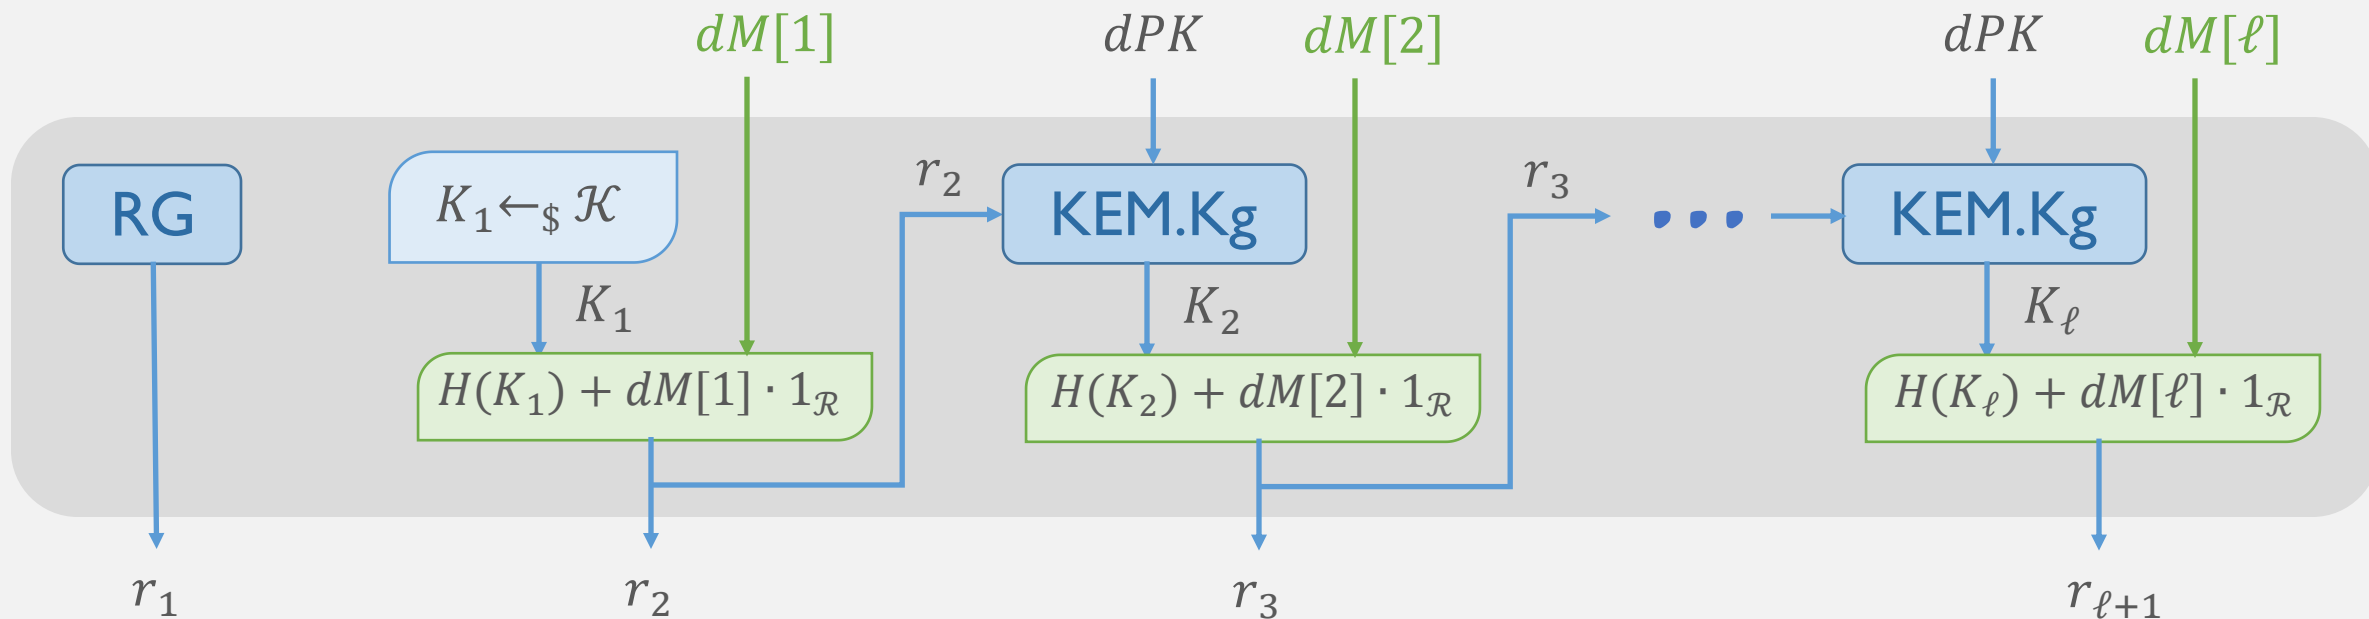 dM[1] dPK dM[2] dPK dM[ℓ]
RG K₁ ←$ 𝒦 r₂ KEM.Kg r₃ ••• KEM.Kg
K₁ K₂ K_ℓ
H(K₁) + dM[1] · 1_ℛ H(K₂) + dM[2] · 1_ℛ H(K_ℓ) + dM[ℓ] · 1_ℛ
r₁ r₂ r₃ r_{ℓ+1}